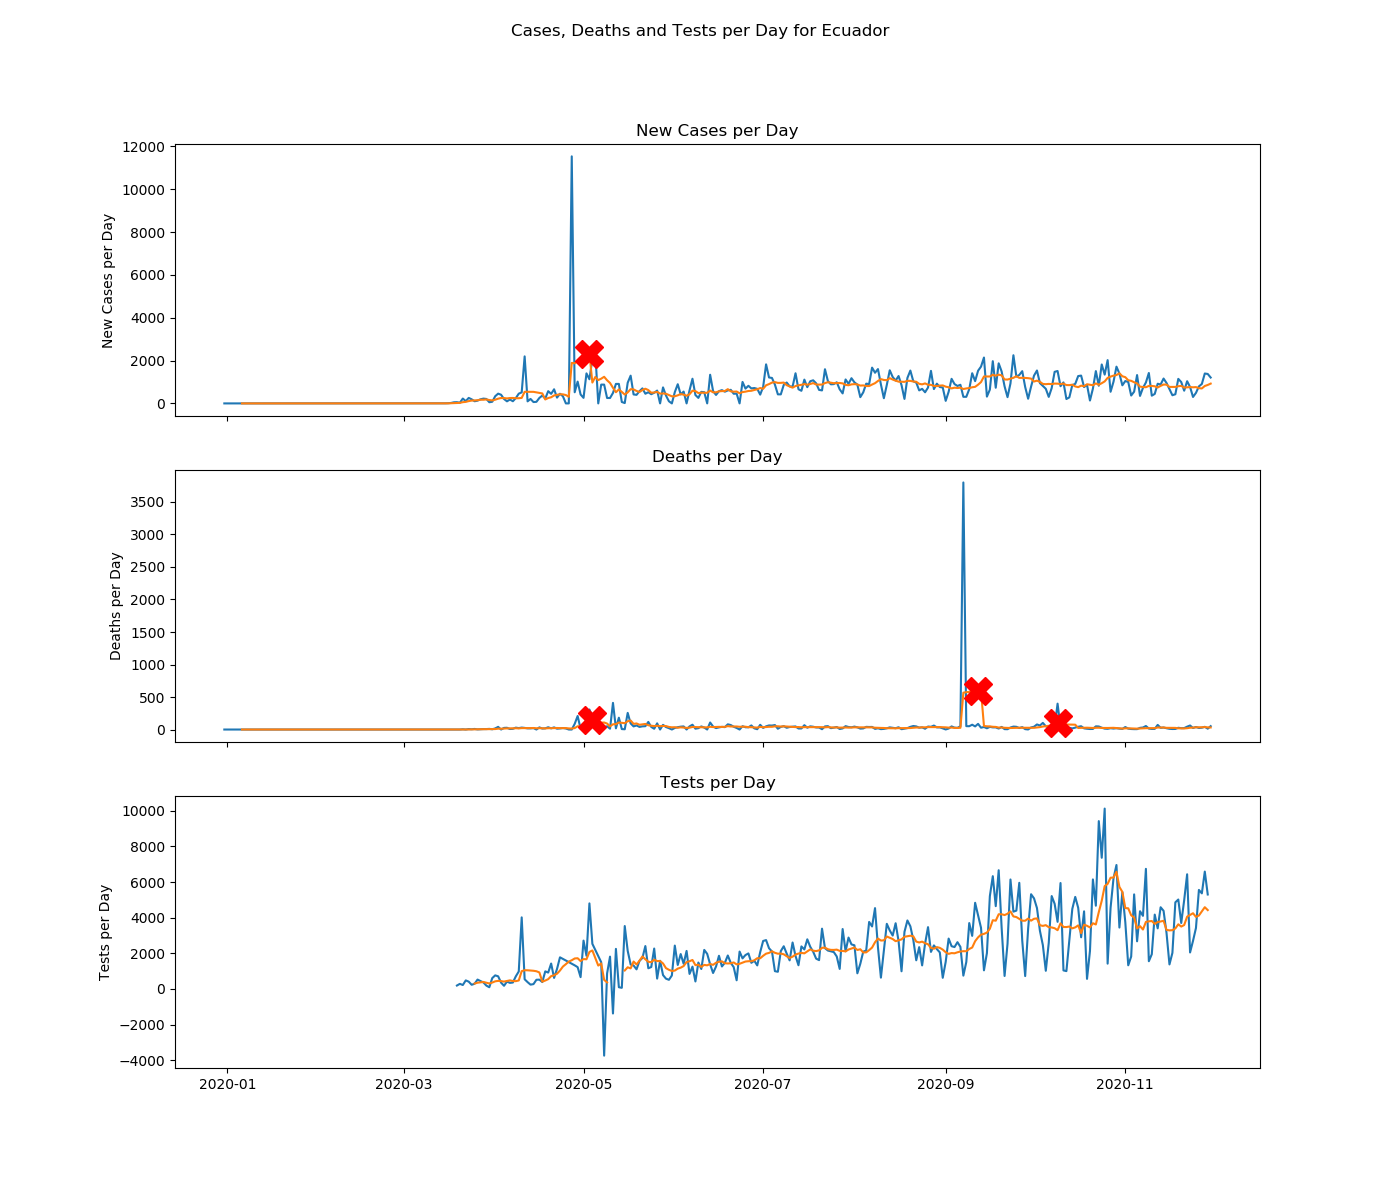 Cases, Deaths and Tests per Day for Ecuador
New Cases per Day
12000
10000
8000
6000
4000
2000
0
New Cases per Day
Deaths per Day
3500
3000
2500
2000
1500
1000
500
0
Deaths per Day
Tests per Day
10000
8000
6000
4000
2000
0
−2000
−4000
Tests per Day
2020-01 2020-03 2020-05 2020-07 2020-09 2020-11